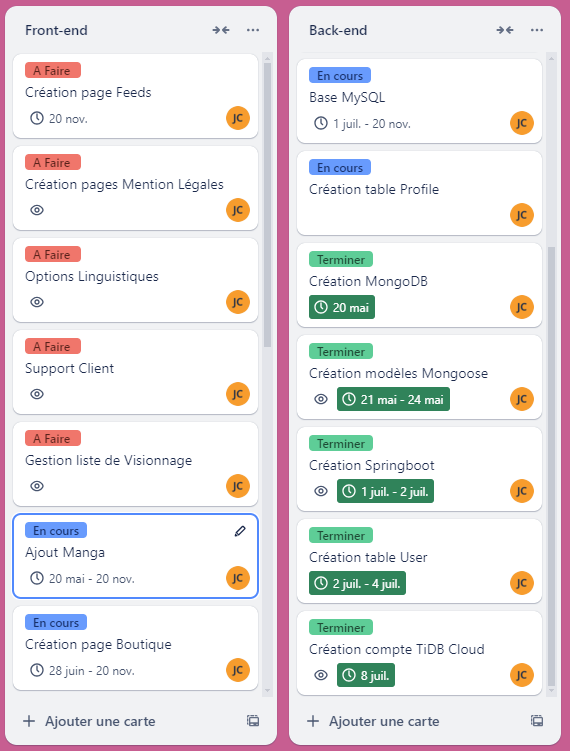 Front-end
A Faire
Création page Feeds
20 nov.
JC
A Faire
Création pages Mention Légales
JC
A Faire
Options Linguistiques
JC
A Faire
Support Client
JC
A Faire
Gestion liste de Visionnage
JC
En cours
Ajout Manga
20 mai - 20 nov.
JC
En cours
Création page Boutique
28 juin - 20 nov.
JC
Ajouter une carte
Back-end
En cours
Base MySQL
1 juil. - 20 nov.
JC
En cours
Création table Profile
JC
Terminer
Création MongoDB
20 mai
JC
Terminer
Création modèles Mongoose
21 mai - 24 mai
JC
Terminer
Création Springboot
1 juil. - 2 juil.
JC
Terminer
Création table User
2 juil. - 4 juil.
JC
Terminer
Création compte TiDB Cloud
8 juil.
JC
Ajouter une carte